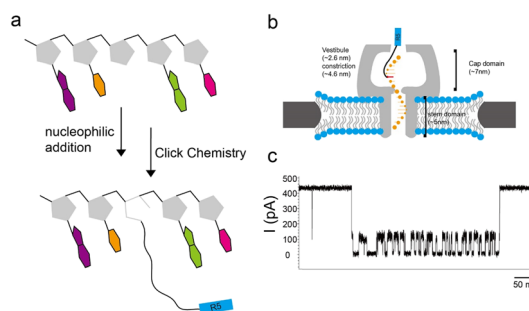 a
nucleophilic
addition
Click Chemistry
R5
b
R5
Vestibule
(~2.6 nm)
constriction
(~4.6 nm)
Cap domain
(~7nm)
stem domain
(~5nm)
c
I (pA)
500
400
300
200
100
0
50 m